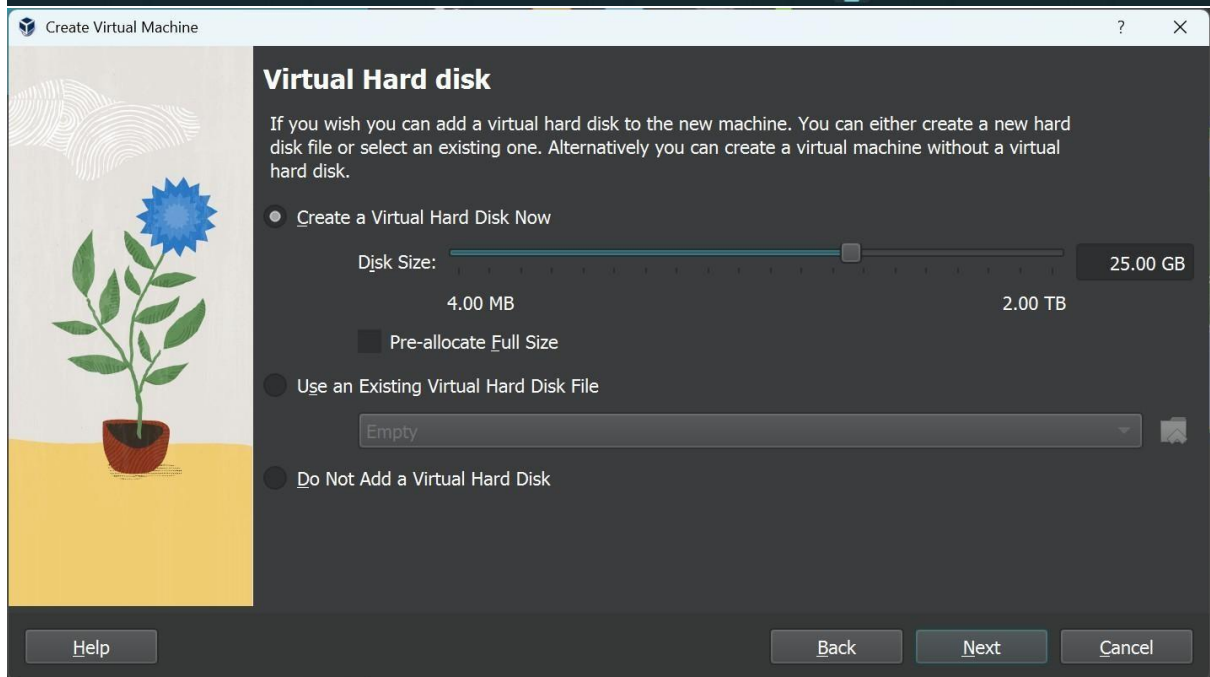 Create Virtual Machine
?
Virtual Hard disk
If you wish you can add a virtual hard disk to the new machine. You can either create a new hard
disk file or select an existing one. Alternatively you can create a virtual machine without a virtual
hard disk.
Create a Virtual Hard Disk Now
Disk Size:
25.00 GB
4.00 MB
2.00 TB
Pre-allocate Full Size
Use an Existing Virtual Hard Disk File
Empty
Do Not Add a Virtual Hard Disk
Help
Back
Next
Cancel